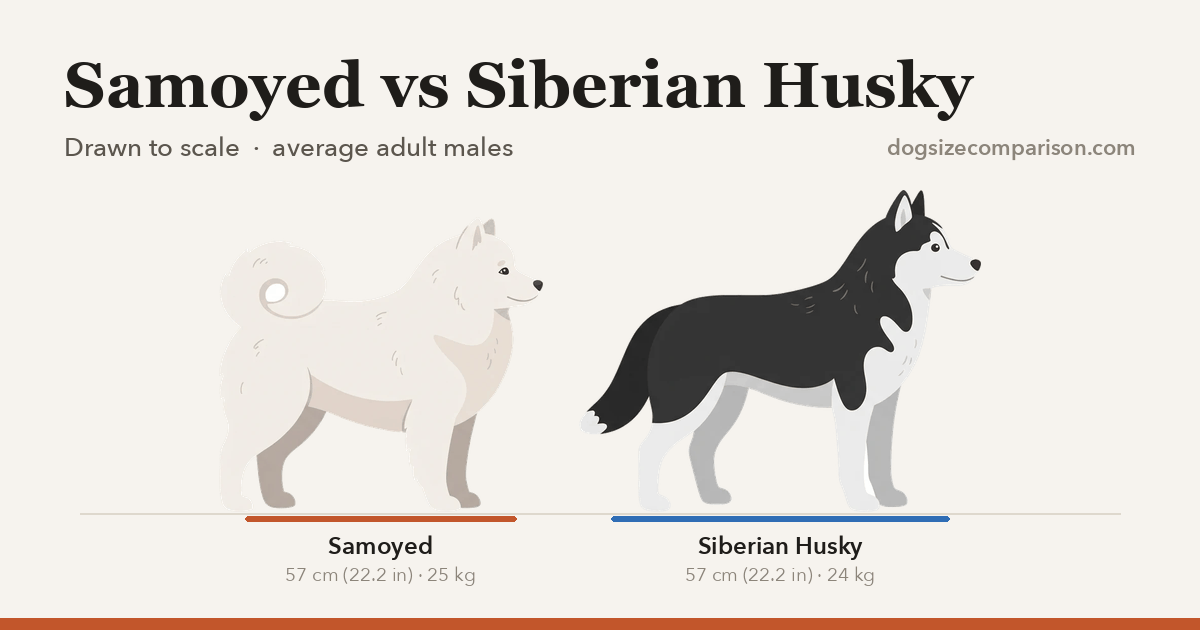 Samoyed vs Siberian Husky
Drawn to scale · average adult males
dogsizecomparison.com
Samoyed
57 cm (22.2 in) · 25 kg
Siberian Husky
57 cm (22.2 in) · 24 kg